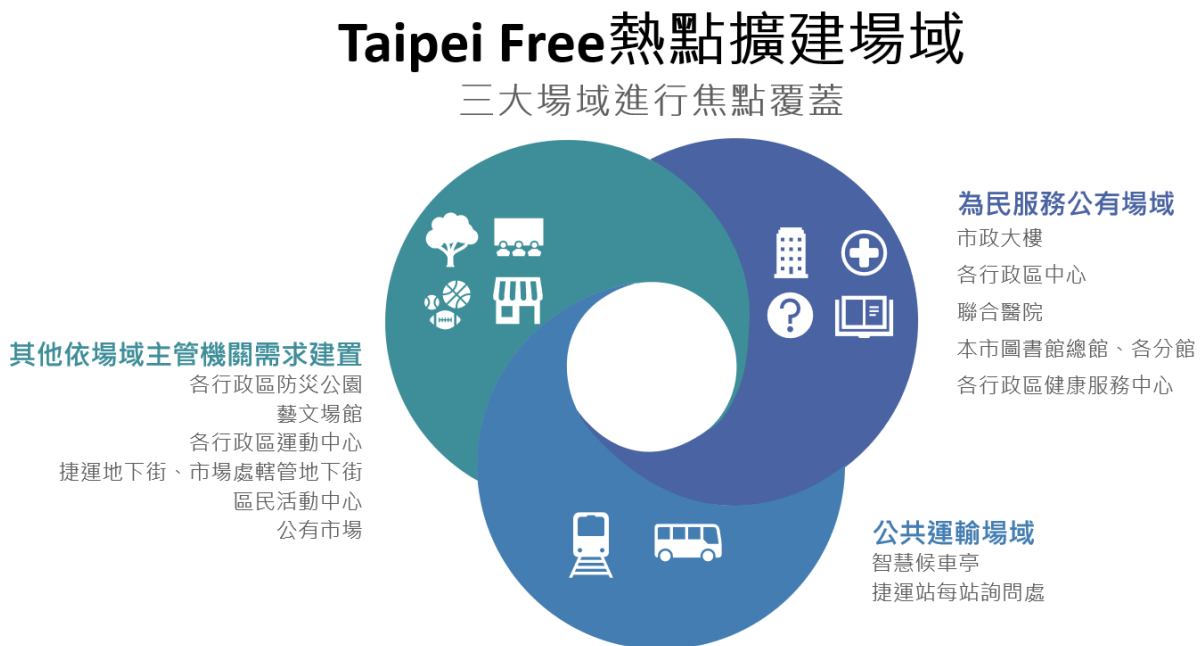 Taipei Free熱點擴建場域
三大場域進行焦點覆蓋
為民服務公有場域
市政大樓
各行政區中心
聯合醫院
本市圖書館總館、各分館
各行政區健康服務中心
其他依場域主管機關需求建置
各行政區防災公園
藝文場館
各行政區運動中心
捷運地下街、市場處轄管地下街
區民活動中心
公有市場
公共運輸場域
智慧候車亭
捷運站每站詢問處